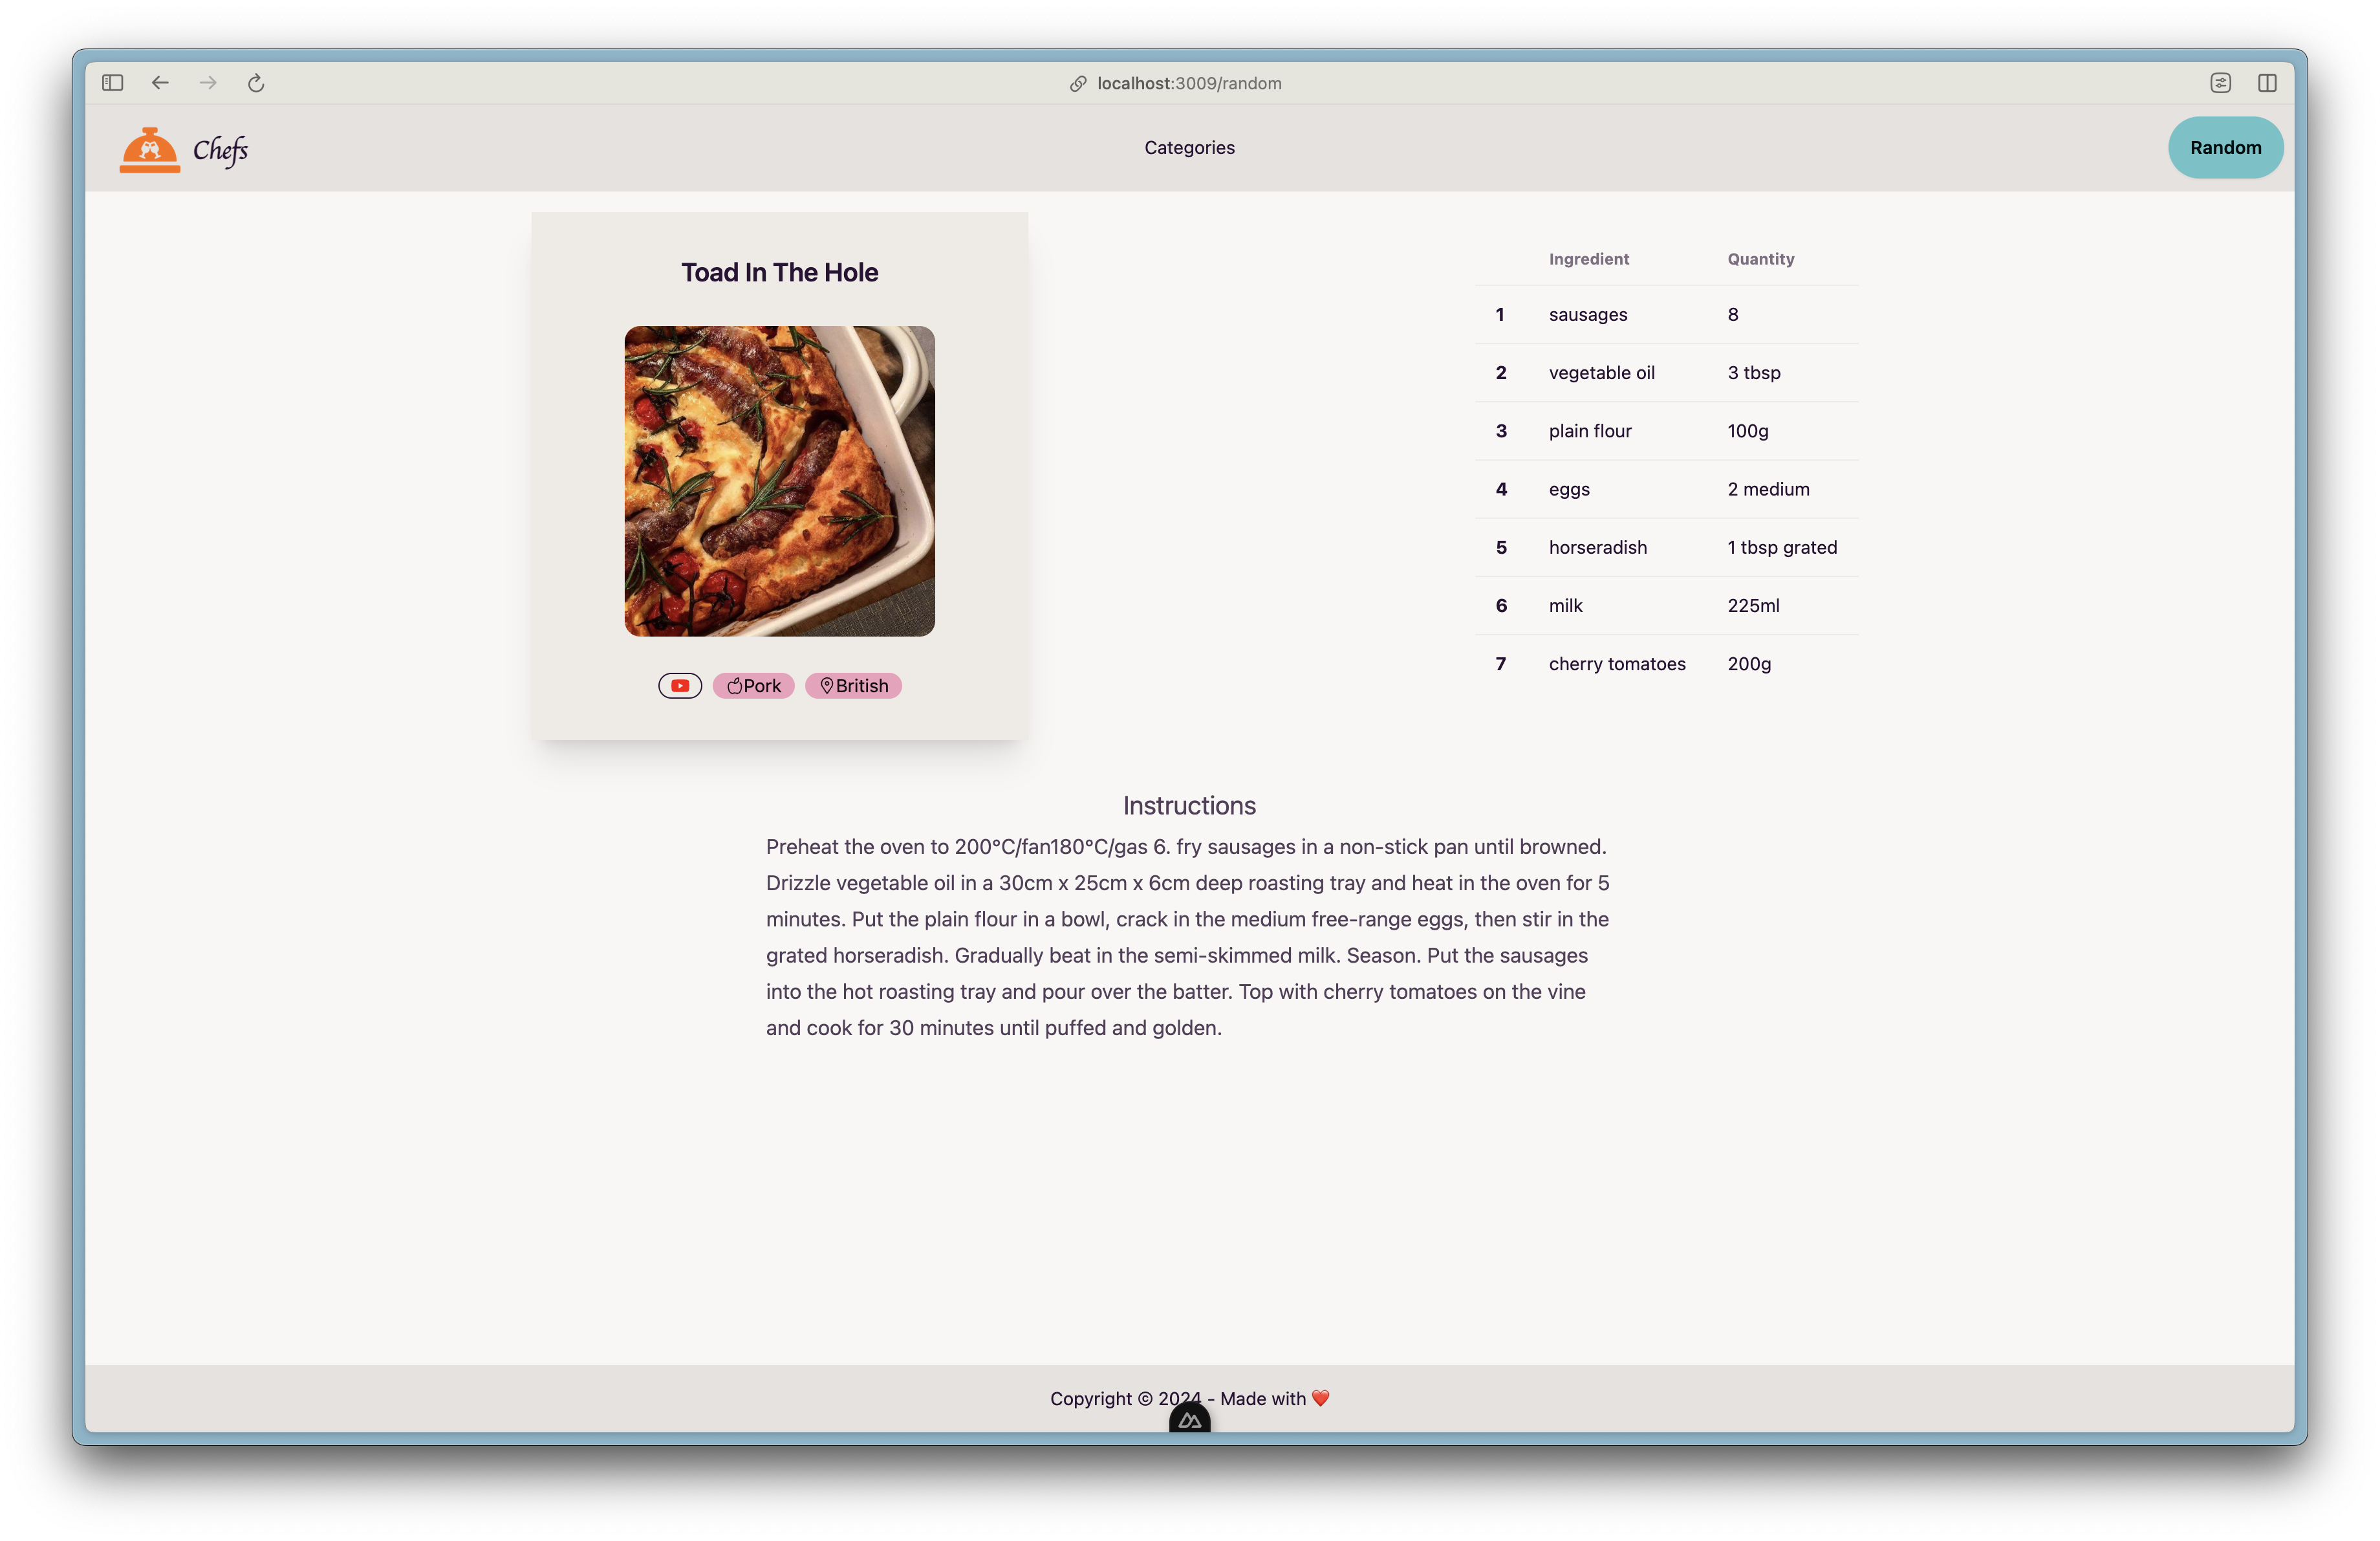 localhost:3009/random
Chefs
Categories
Random
Toad In The Hole
Pork
British
Ingredient Quantity
1 sausages 8
2 vegetable oil 3 tbsp
3 plain flour 100g
4 eggs 2 medium
5 horseradish 1 tbsp grated
6 milk 225ml
7 cherry tomatoes 200g
Instructions
Preheat the oven to 200°C/fan180°C/gas 6. fry sausages in a non-stick pan until browned.
Drizzle vegetable oil in a 30cm x 25cm x 6cm deep roasting tray and heat in the oven for 5
minutes. Put the plain flour in a bowl, crack in the medium free-range eggs, then stir in the
grated horseradish. Gradually beat in the semi-skimmed milk. Season. Put the sausages
into the hot roasting tray and pour over the batter. Top with cherry tomatoes on the vine
and cook for 30 minutes until puffed and golden.
Copyright © 2024 - Made with ❤️